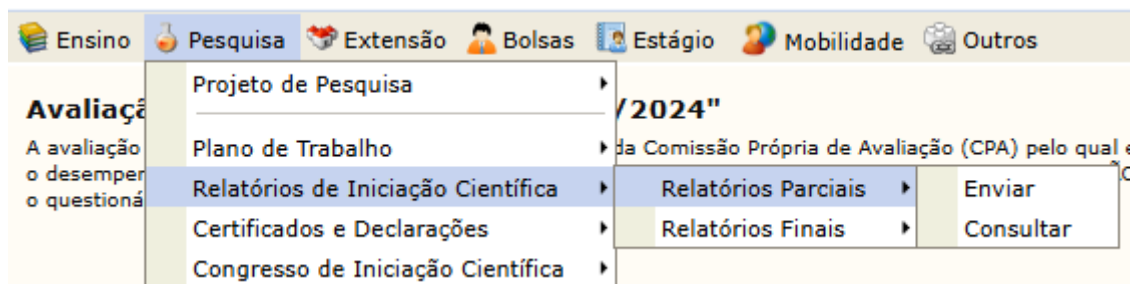 Ensino Pesquisa Extensão Bolsas Estágio Mobilidade Outros
Projeto de Pesquisa
Avaliaçã /2024"
A avaliação Plano de Trabalho da Comissão Própria de Avaliação (CPA) pelo qual
o desemper Relatórios de Iniciação Científica Relatórios Parciais Enviar
o questioná Certificados e Declarações Relatórios Finais Consultar
Congresso de Iniciação Científica